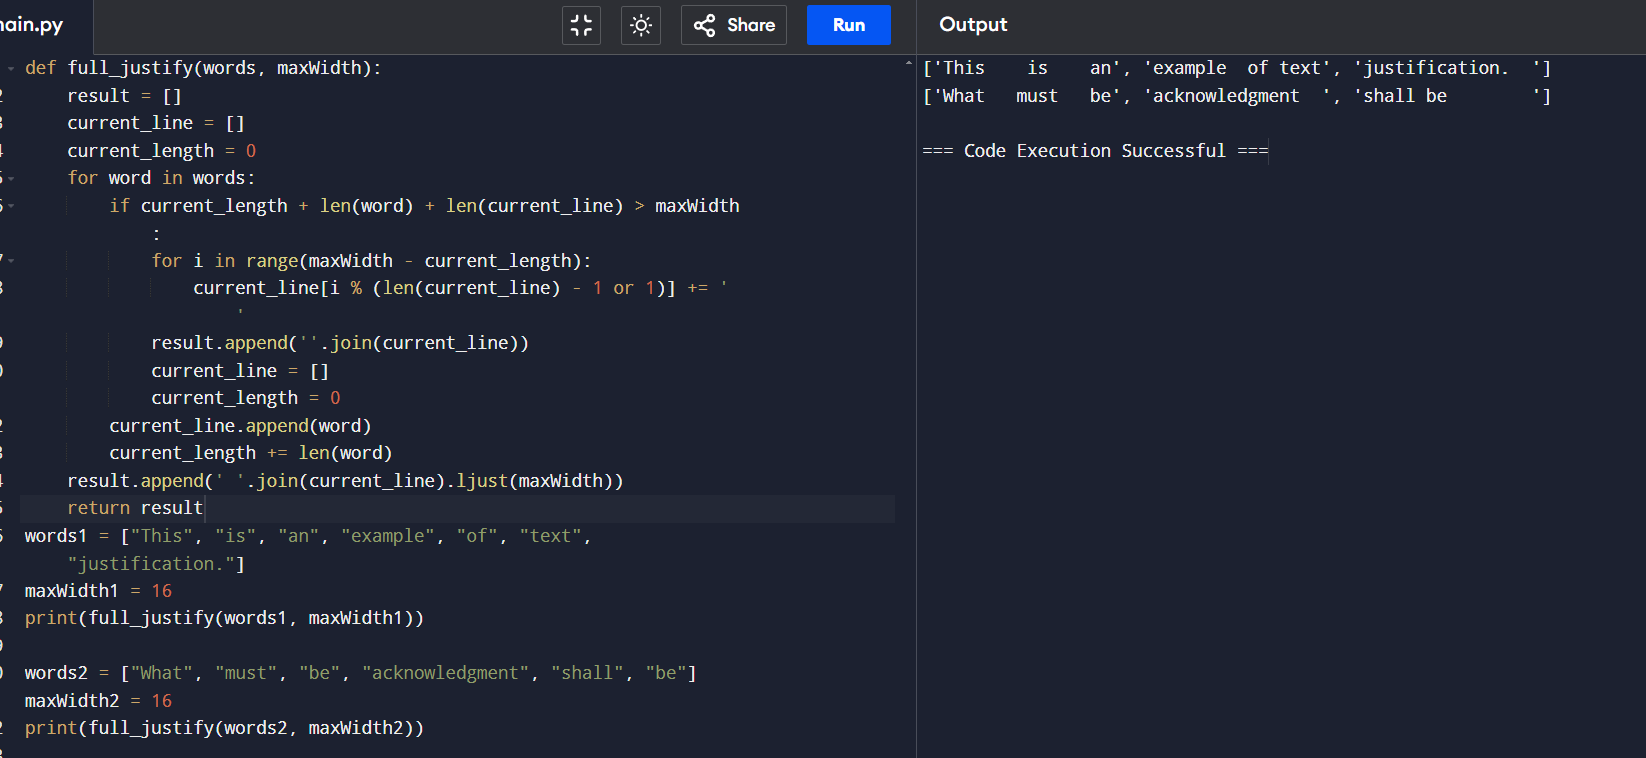 main.py
Share
Run
Output
def full_justify(words, maxWidth):
    result = []
    current_line = []
    current_length = 0
    for word in words:
        if current_length + len(word) + len(current_line) > maxWidth
            :
            for i in range(maxWidth - current_length):
                current_line[i % (len(current_line) - 1 or 1)] += '
                    '
            result.append(''.join(current_line))
            current_line = []
            current_length = 0
        current_line.append(word)
        current_length += len(word)
    result.append(' '.join(current_line).ljust(maxWidth))
    return result
words1 = ["This", "is", "an", "example", "of", "text",
    "justification."]
maxWidth1 = 16
print(full_justify(words1, maxWidth1))
words2 = ["What", "must", "be", "acknowledgment", "shall", "be"]
maxWidth2 = 16
print(full_justify(words2, maxWidth2))
['This    is    an', 'example  of text', 'justification.  ']
['What   must   be', 'acknowledgment  ', 'shall be        ']
=== Code Execution Successful ===